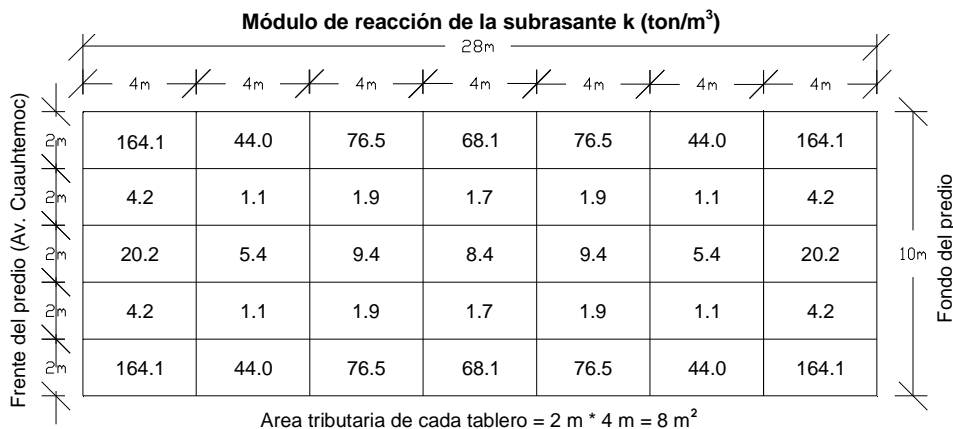 Módulo de reacción de la subrasante k (ton/m³)
28m
4m 4m 4m 4m 4m 4m 4m
Frente del predio (Av. Cuauhtemoc)
2m 164.1 44.0 76.5 68.1 76.5 44.0 164.1
2m 4.2 1.1 1.9 1.7 1.9 1.1 4.2
2m 20.2 5.4 9.4 8.4 9.4 5.4 20.2 10m
2m 4.2 1.1 1.9 1.7 1.9 1.1 4.2
2m 164.1 44.0 76.5 68.1 76.5 44.0 164.1
Fondo del predio
Area tributaria de cada tablero = 2 m * 4 m = 8 m²